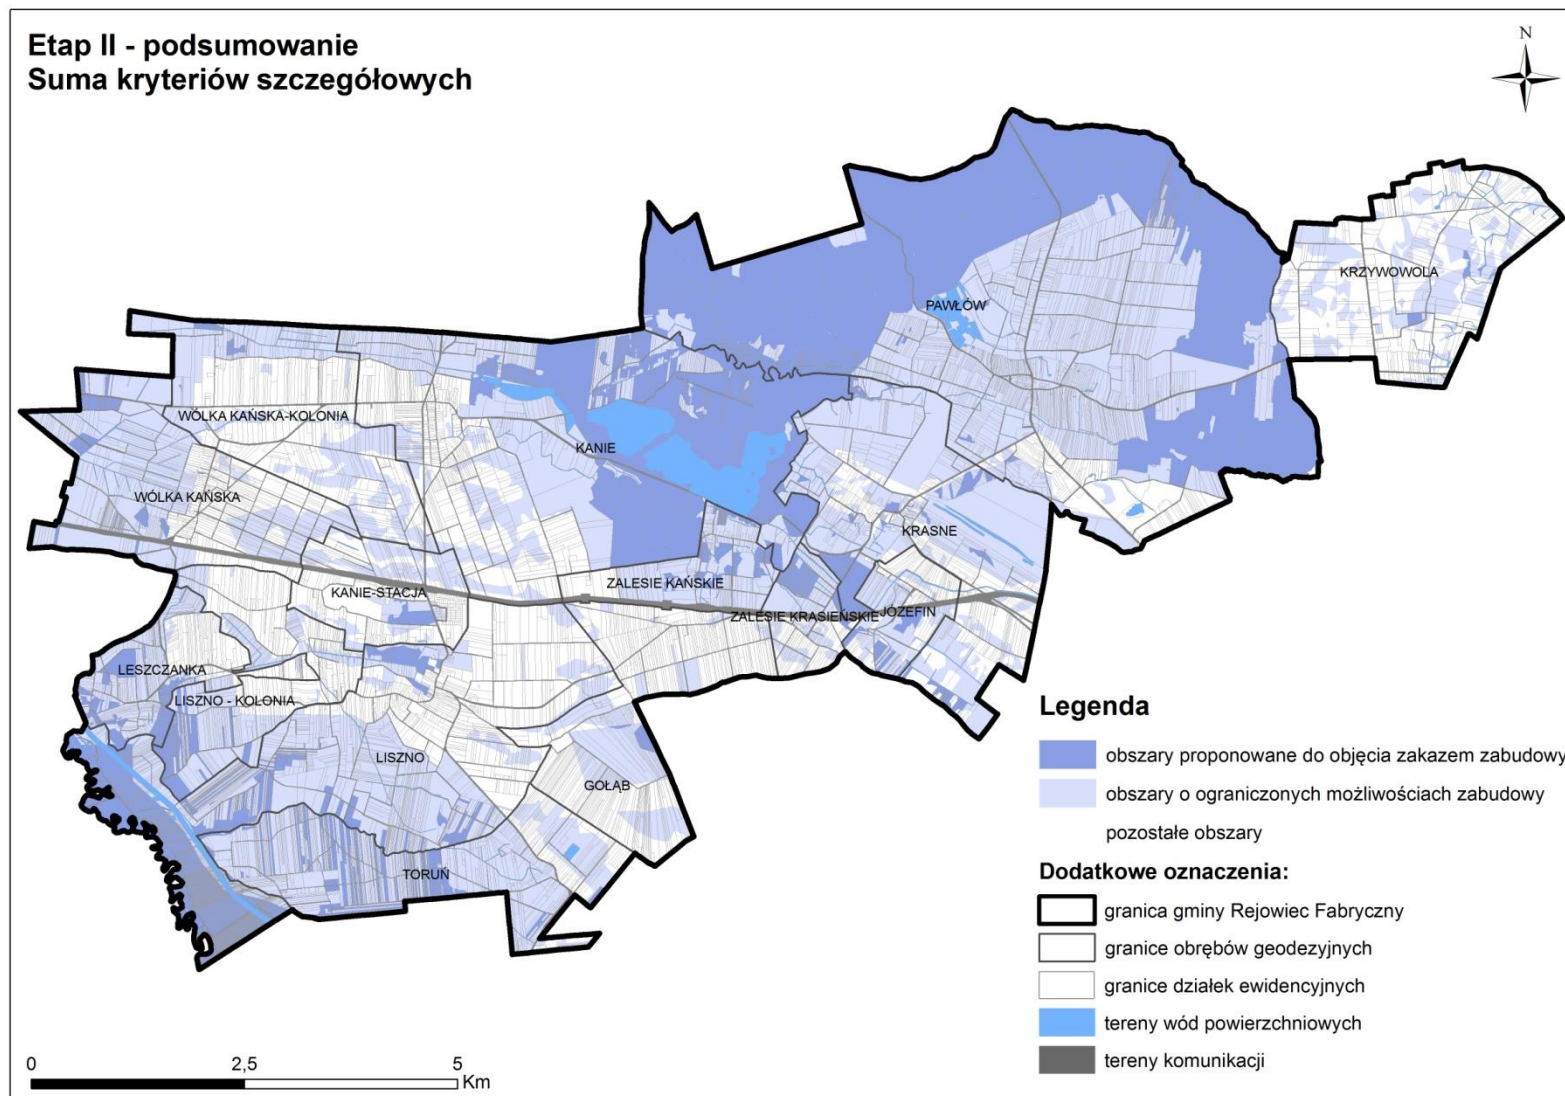 Etap II - podsumowanie
Suma kryteriów szczegółowych
N
KRZYWOWOLA
PAWŁÓW
WÓLKA KAŃSKA-KOLONIA
KANIE
WÓLKA KAŃSKA
KRASNE
ZALESIE KAŃSKIE
KANIE-STACJA
ZALESIE KRASIEŃSKIE
JÓZEFIN
LESZCZANKA
LISZNO - KOLONIA
LISZNO
GOŁĄB
TORUŃ
Legenda
obszary proponowane do objęcia zakazem zabudowy
obszary o ograniczonych możliwościach zabudowy
pozostałe obszary
Dodatkowe oznaczenia:
granica gminy Rejowiec Fabryczny
granice obrębów geodezyjnych
granice działek ewidencyjnych
tereny wód powierzchniowych
tereny komunikacji
0 2,5 5
Km